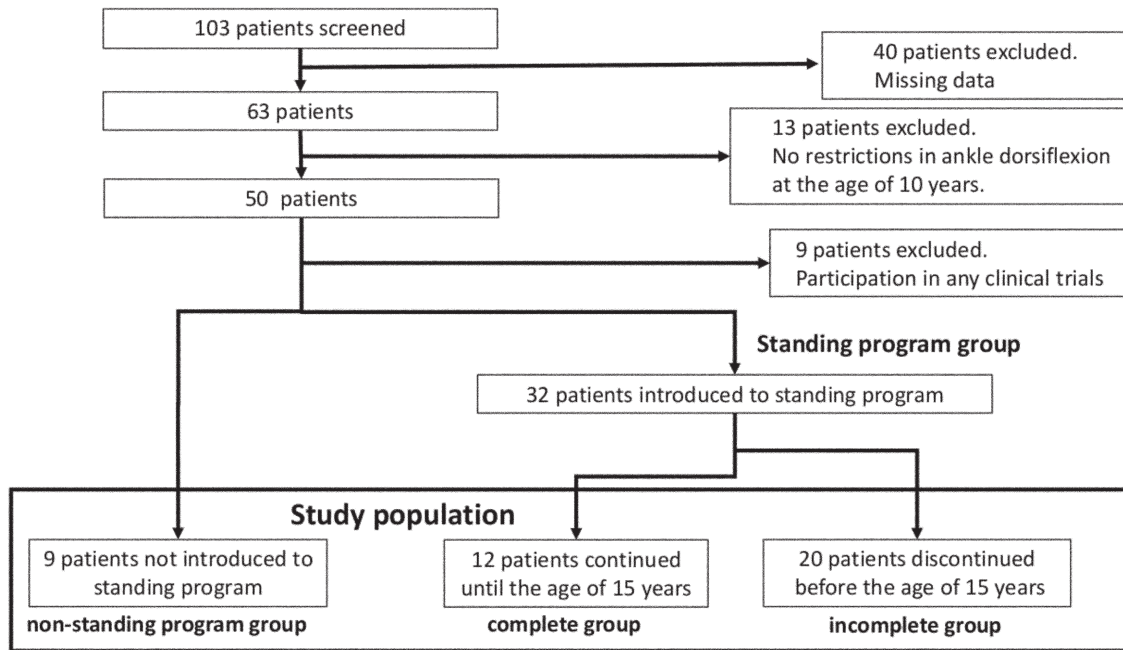 103 patients screened
40 patients excluded.
Missing data
63 patients
13 patients excluded.
No restrictions in ankle dorsiflexion
at the age of 10 years.
50 patients
9 patients excluded.
Participation in any clinical trials
Standing program group
32 patients introduced to standing program
Study population
9 patients not introduced to
standing program
non-standing program group
12 patients continued
until the age of 15 years
complete group
20 patients discontinued
before the age of 15 years
incomplete group